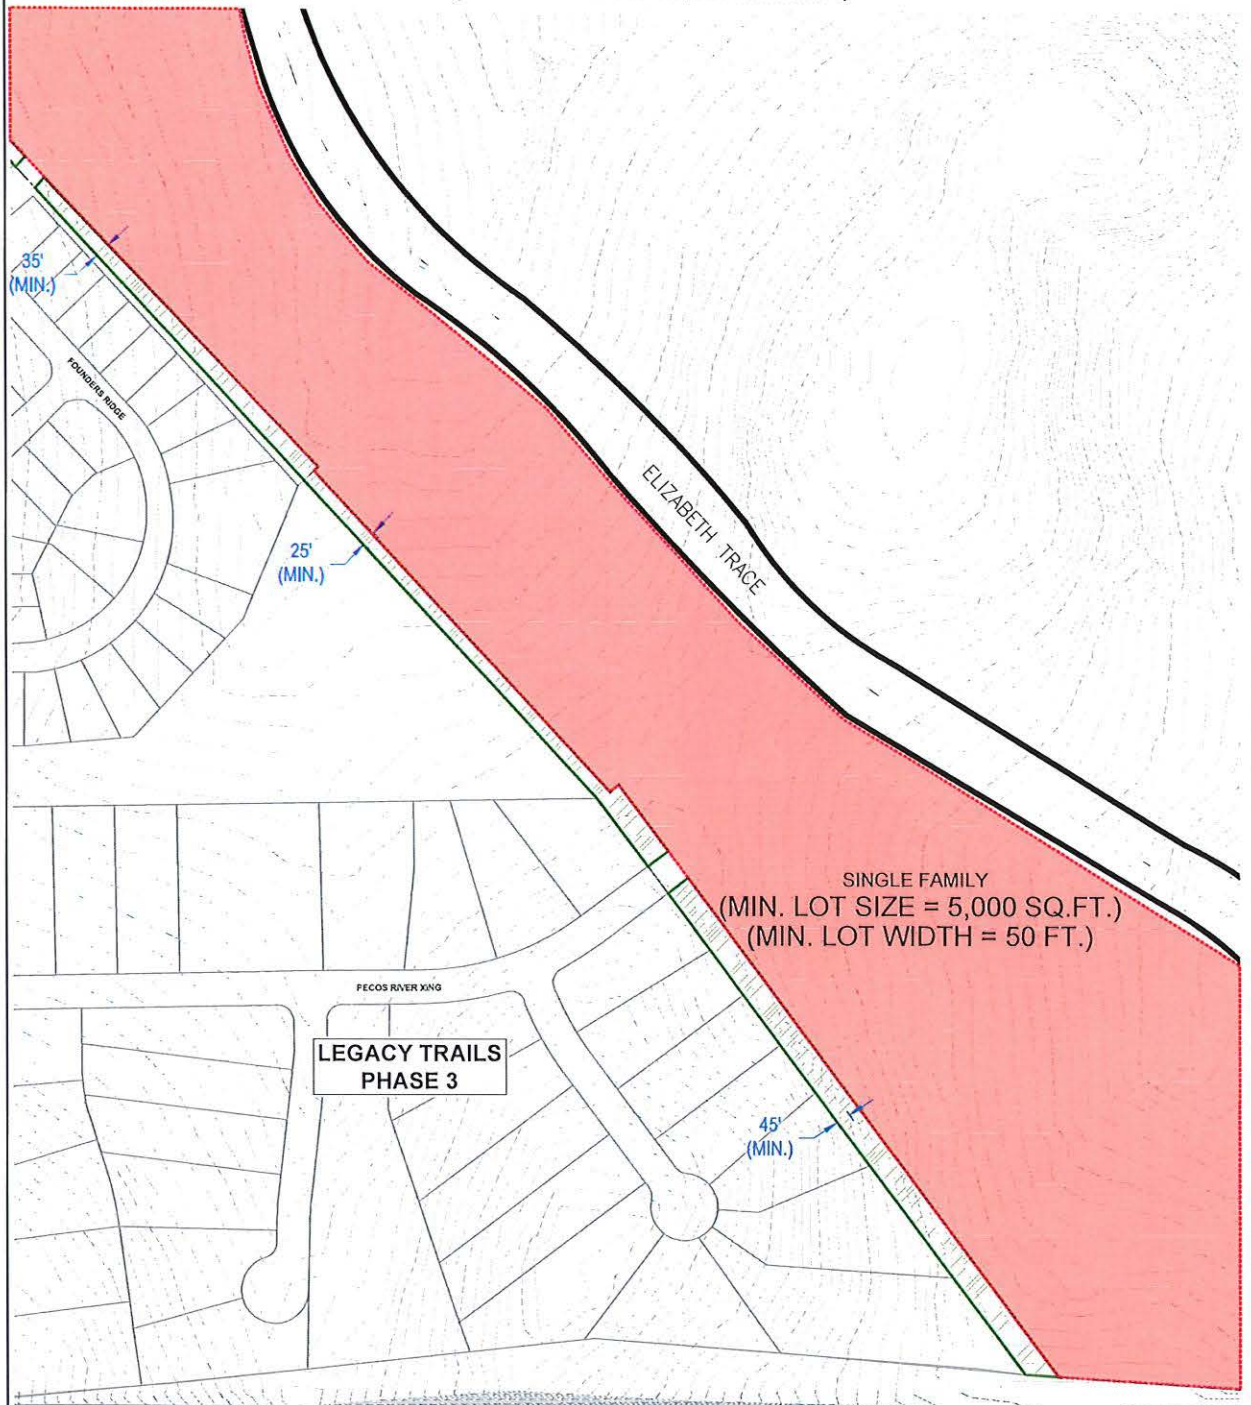 35'
(MIN.)
FOUNDERS RIDGE
ELIZABETH TRACE
25'
(MIN.)
SINGLE FAMILY
(MIN. LOT SIZE = 5,000 SQ.FT.)
(MIN. LOT WIDTH = 50 FT.)
PECOS RIVER XING
LEGACY TRAILS
PHASE 3
45'
(MIN.)